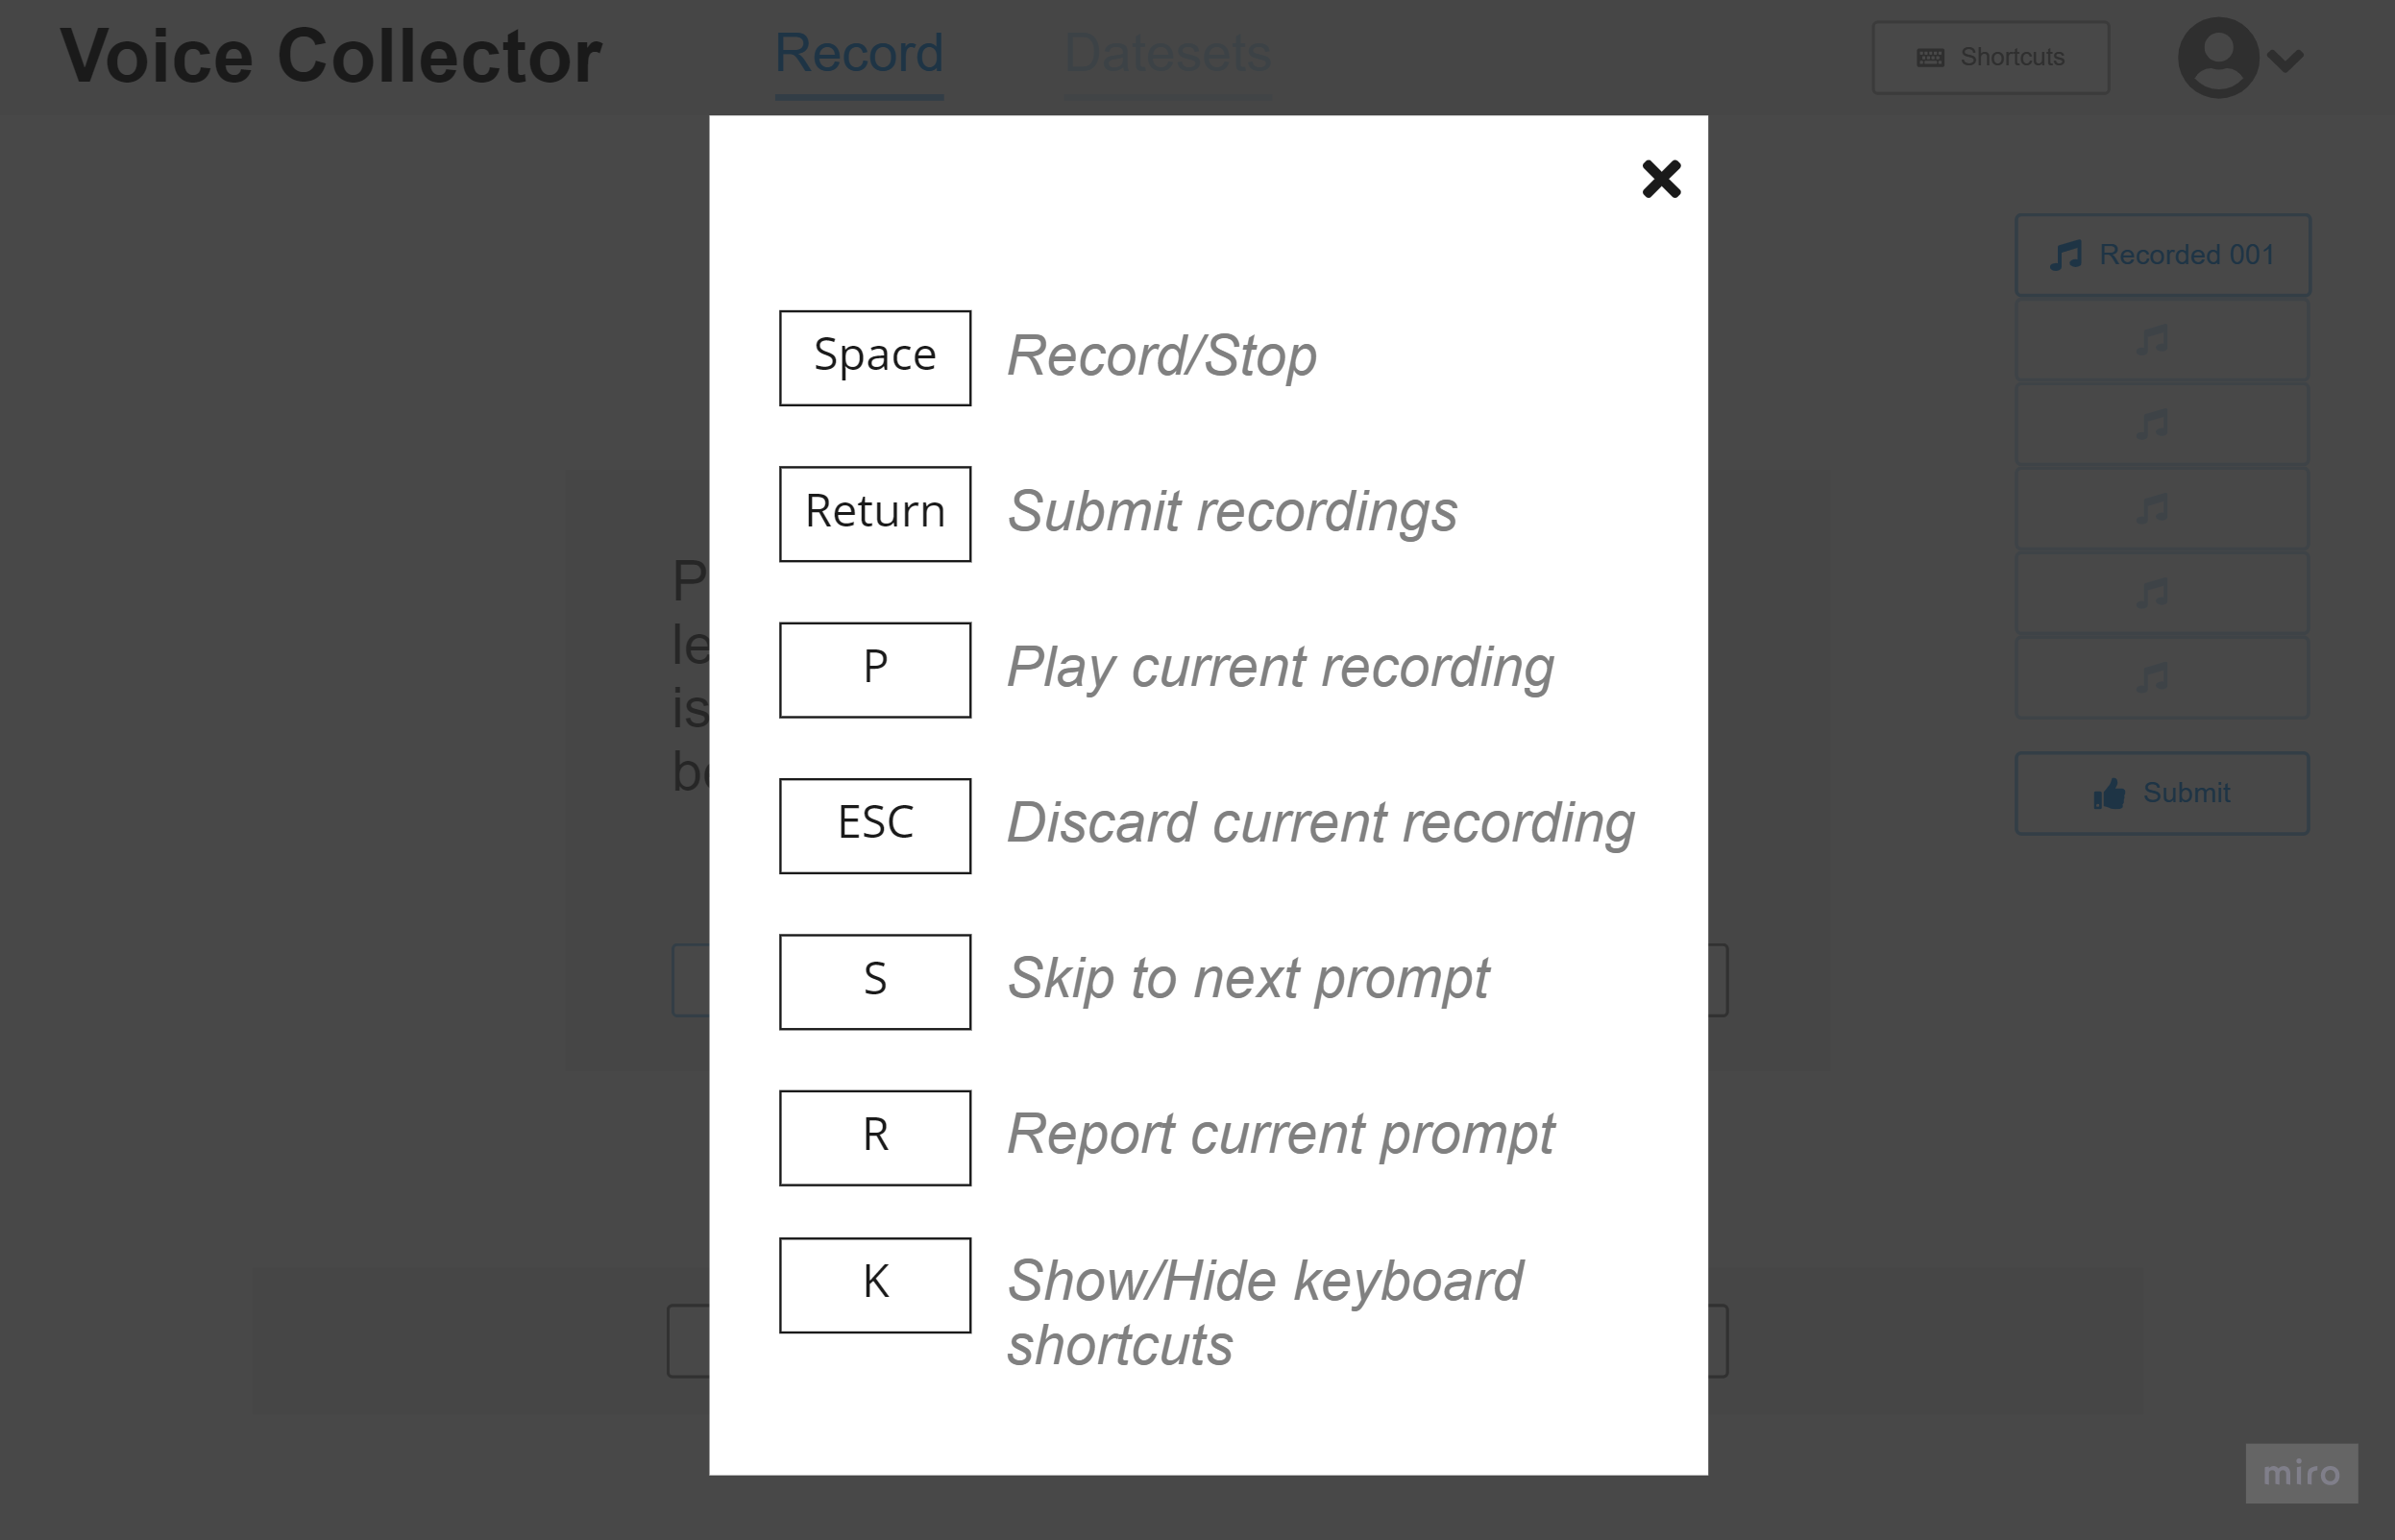 Voice Collector
Record
Datesets
Shortcuts
Recorded 001
Space Record/Stop
Return Submit recordings
P Play current recording
ESC Discard current recording
S Skip to next prompt
R Report current prompt
K Show/Hide keyboard
shortcuts
Submit
miro